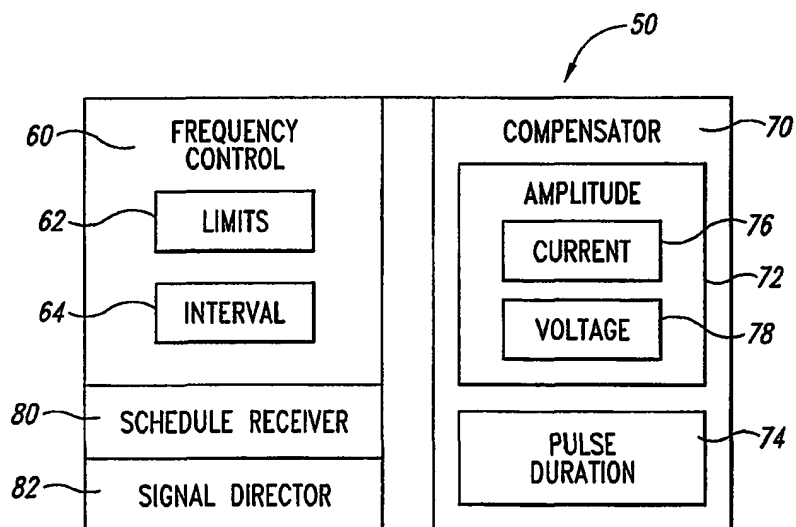 50
60
FREQUENCY
CONTROL
62
LIMITS
64
INTERVAL
80
SCHEDULE RECEIVER
82
SIGNAL DIRECTOR
COMPENSATOR
70
AMPLITUDE
CURRENT
76
72
VOLTAGE
78
PULSE
DURATION
74